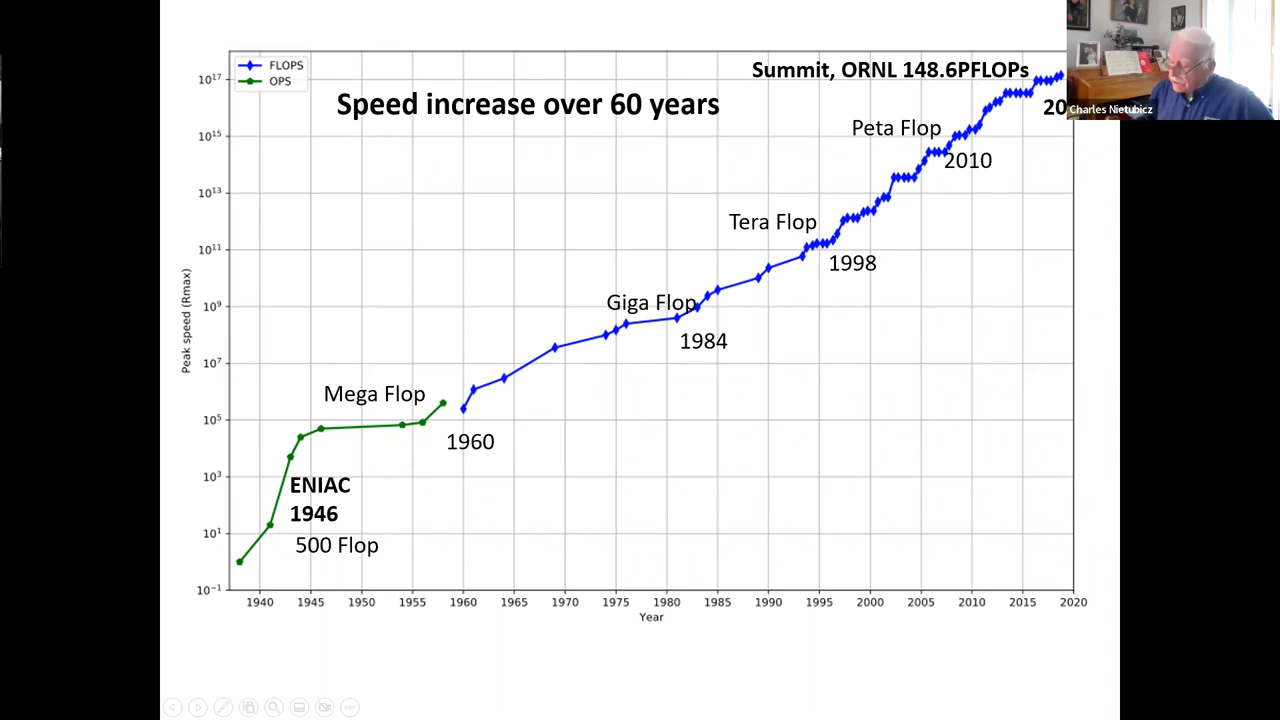 FLOPS
OPS
Speed increase over 60 years
Summit, ORNL 148.6PFLOPs
20
Charles Nietubicz
Peta Flop
2010
Tera Flop
1998
Giga Flop
1984
Mega Flop
1960
ENIAC
1946
500 Flop
Peak speed (Rmax)
10^17
10^15
10^13
10^11
10^9
10^7
10^5
10^3
10^1
10^−1
1940 1945 1950 1955 1960 1965 1970 1975 1980 1985 1990 1995 2000 2005 2010 2015 2020
Year